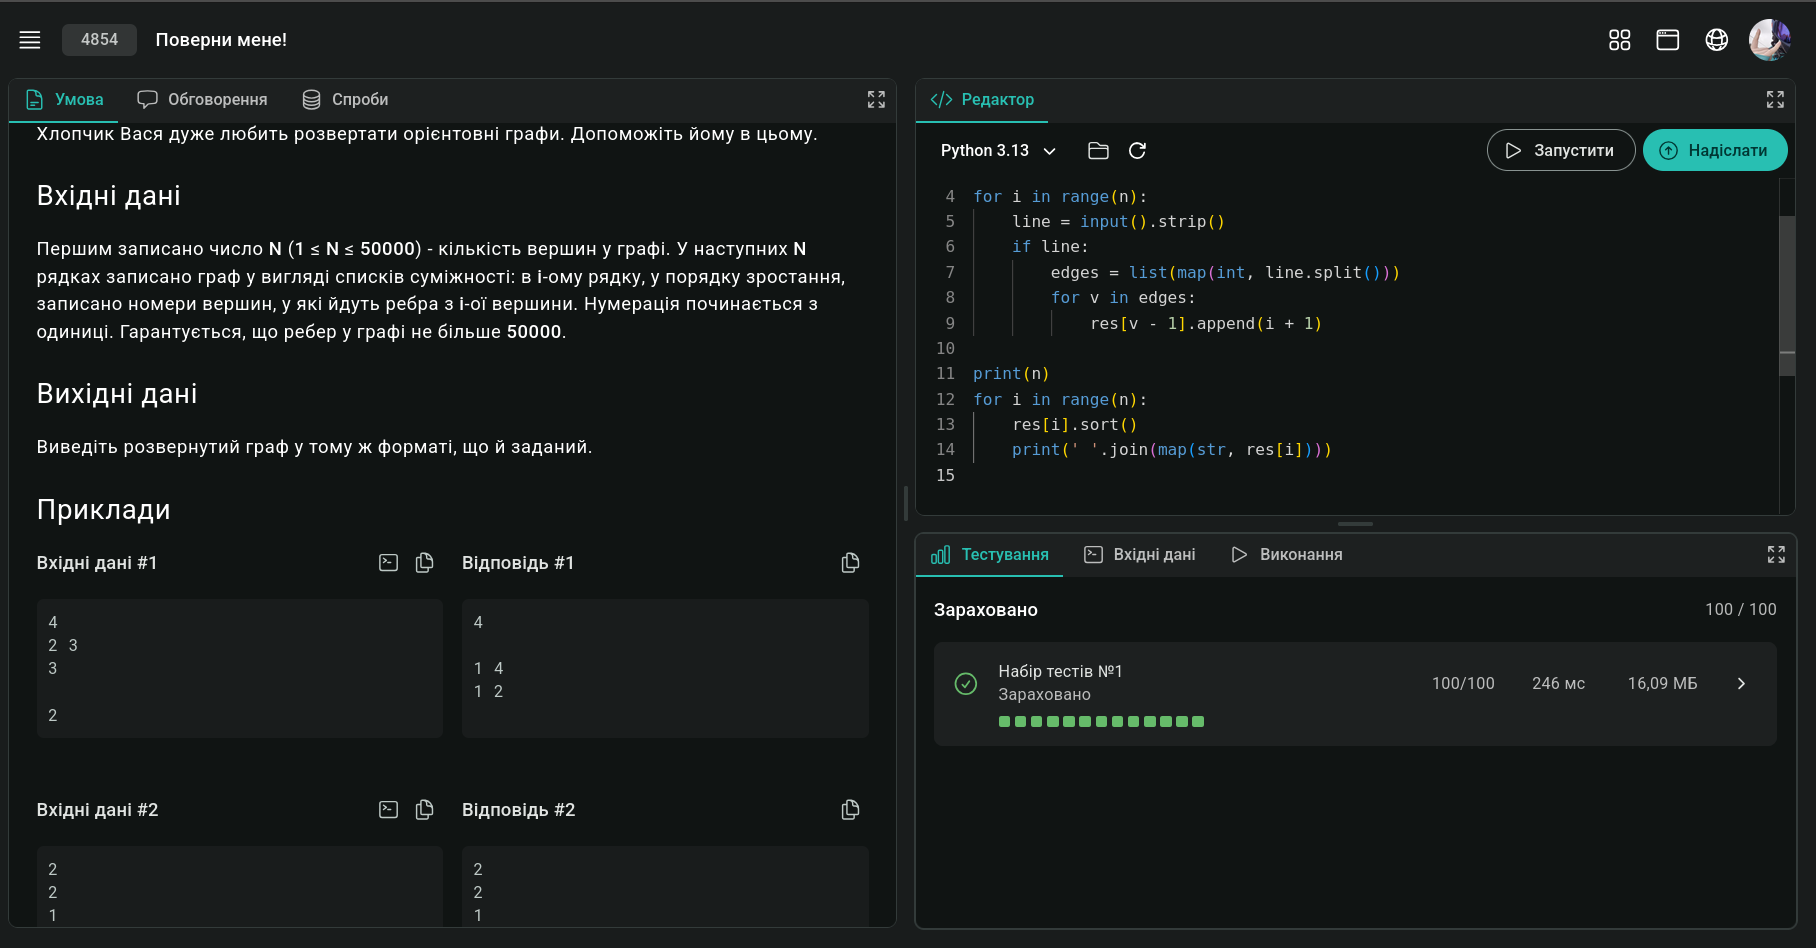 4854 Поверни мене!
Умова Обговорення Спроби
Хлопчик Вася дуже любить розвертати орієнтовні графи. Допоможіть йому в цьому.
Вхідні дані
Першим записано число N (1 ≤ N ≤ 50000) - кількість вершин у графі. У наступних N
рядках записано граф у вигляді списків суміжності: в i-ому рядку, у порядку зростання,
записано номери вершин, у які йдуть ребра з i-ої вершини. Нумерація починається з
одиниці. Гарантується, що ребер у графі не більше 50000.
Вихідні дані
Виведіть розвернутий граф у тому ж форматі, що й заданий.
Приклади
Вхідні дані #1
4
2 3
3

2
Відповідь #1
4

1 4
1 2
Вхідні дані #2
2
2
1
Відповідь #2
2
2
1
</> Редактор
Python 3.13 Запустити Надіслати
4 for i in range(n):
5     line = input().strip()
6     if line:
7         edges = list(map(int, line.split()))
8         for v in edges:
9             res[v - 1].append(i + 1)
10
11 print(n)
12 for i in range(n):
13     res[i].sort()
14     print(' '.join(map(str, res[i])))
15
Тестування Вхідні дані Виконання
Зараховано 100 / 100
Набір тестів №1
Зараховано
100/100 246 мс 16,09 МБ